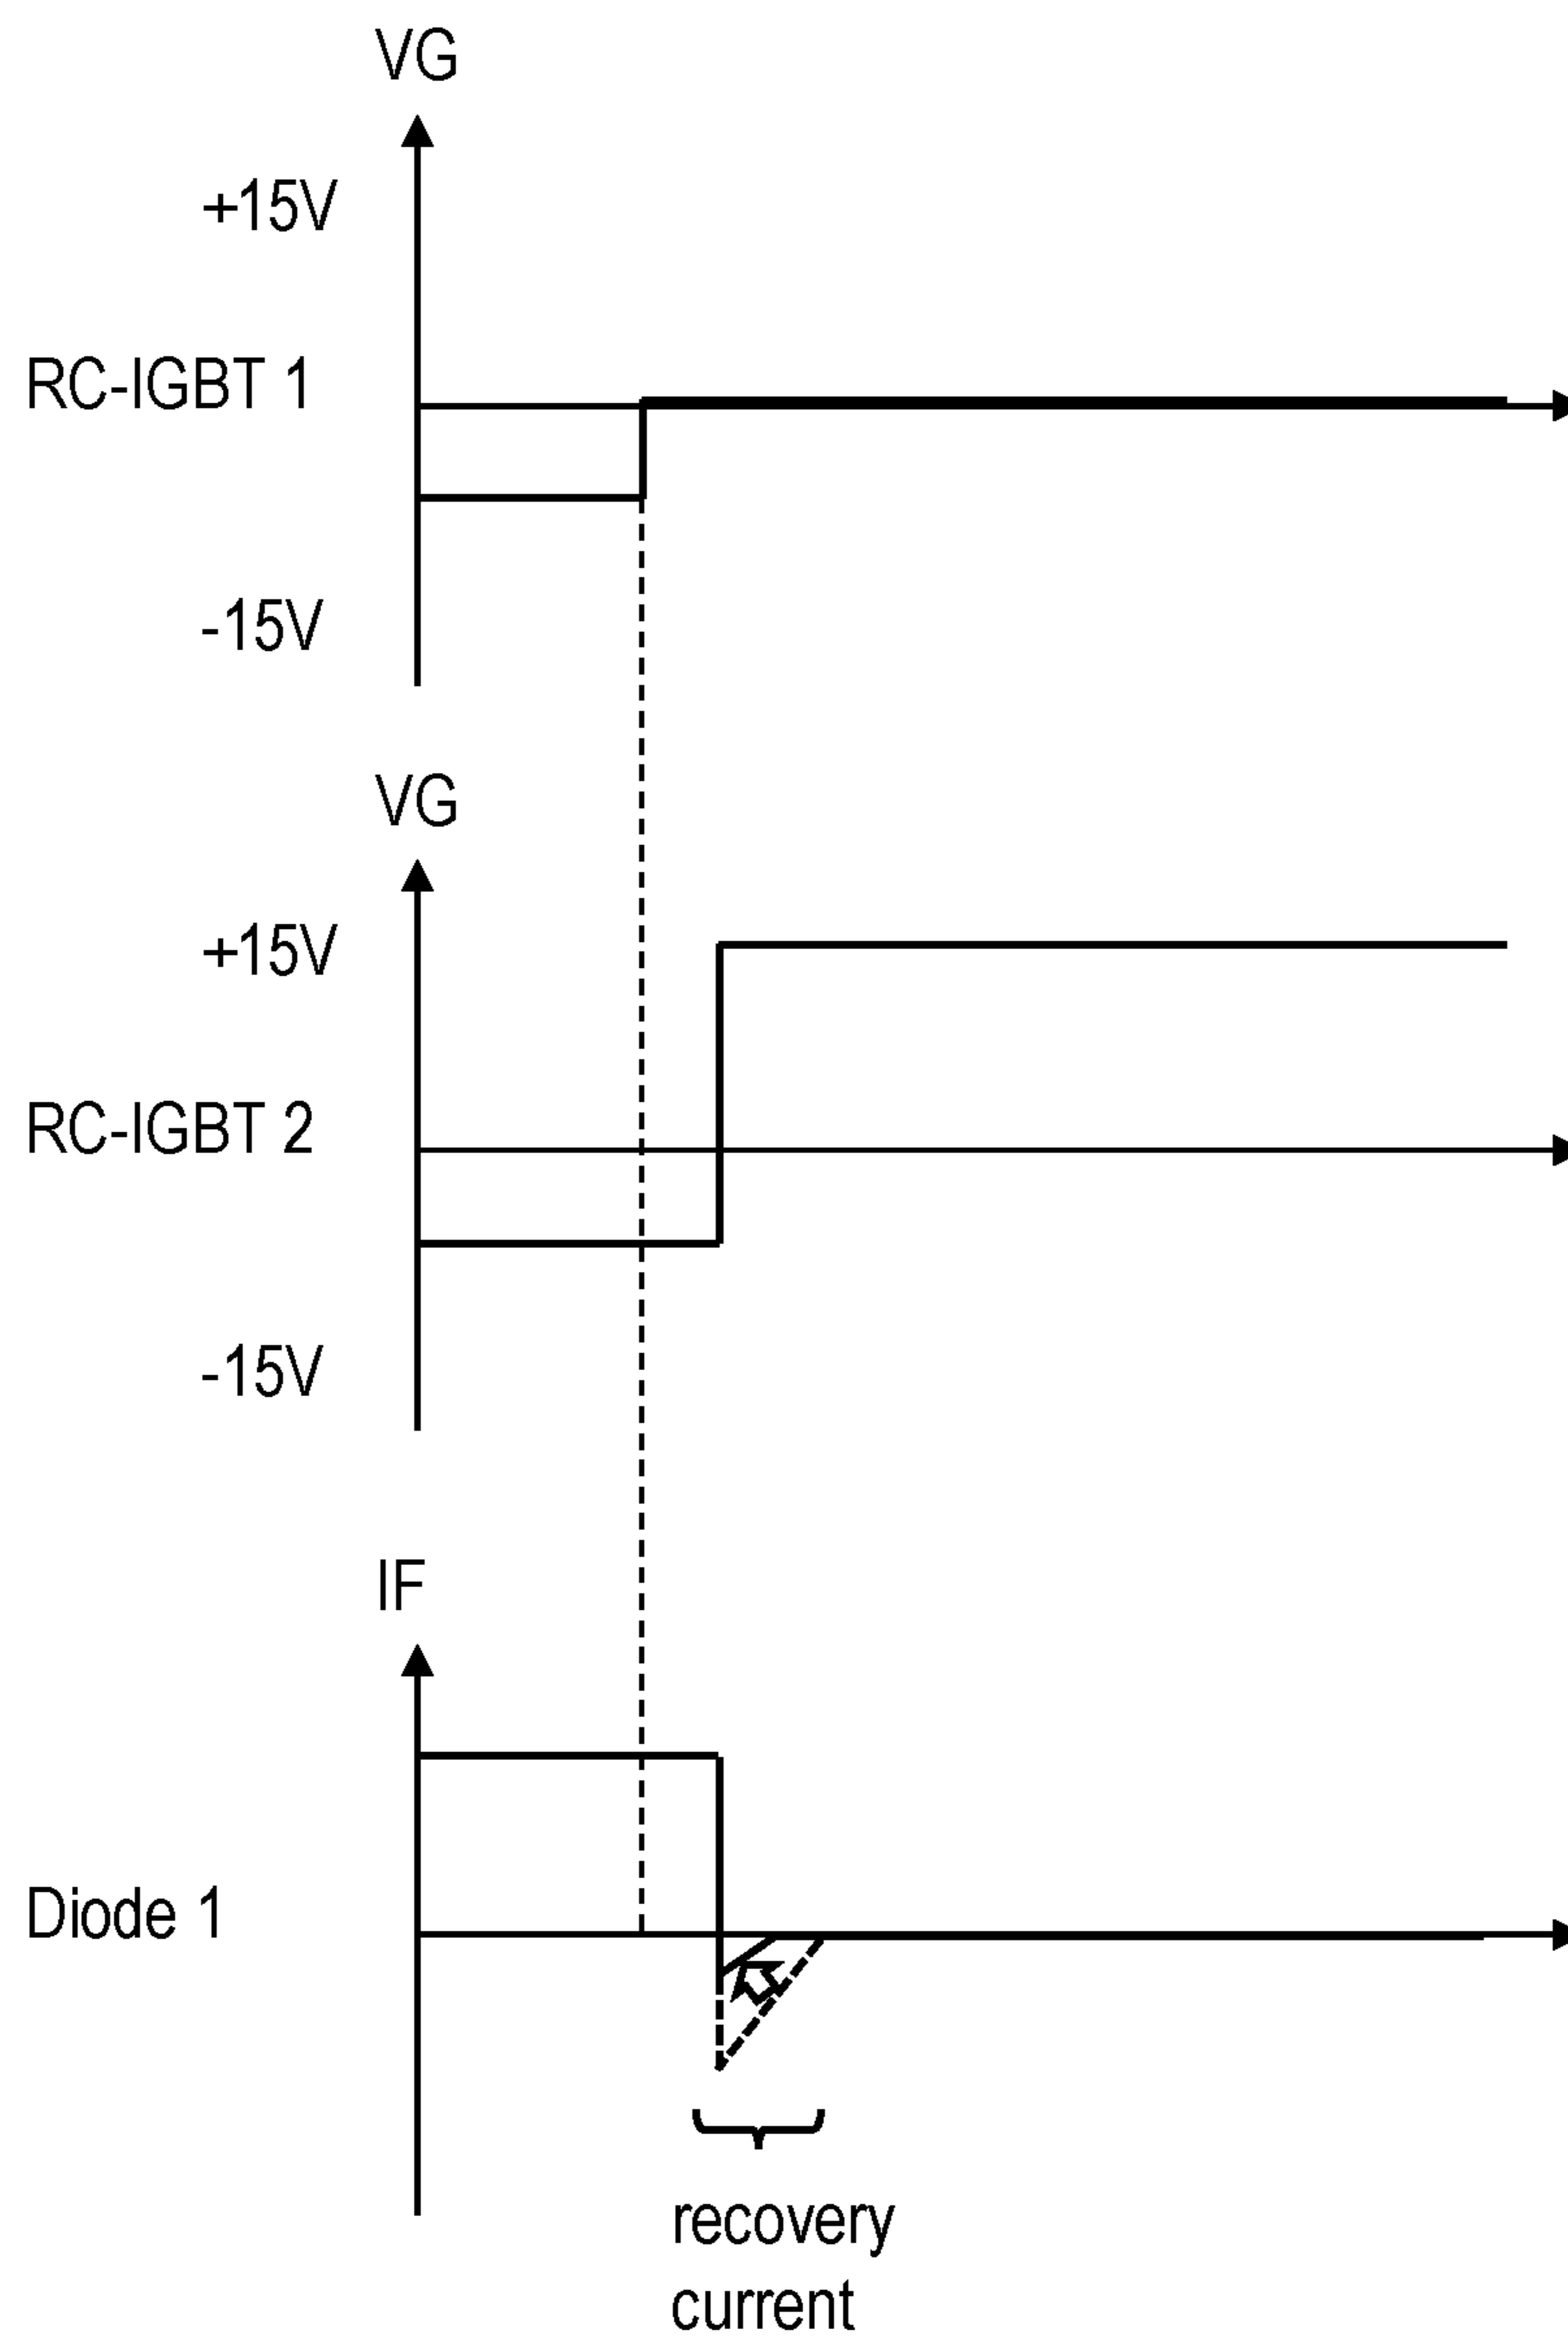 VG
+15V
RC-IGBT 1
-15V
VG
+15V
RC-IGBT 2
-15V
IF
Diode 1
recovery
current